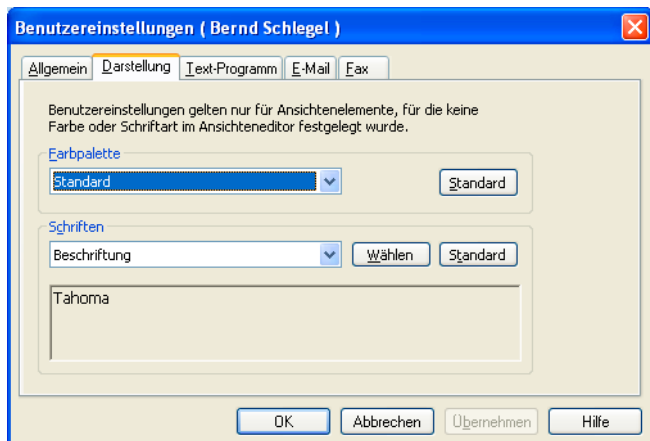 Benutzereinstellungen ( Bernd Schlegel )
Allgemein Darstellung Text-Programm E-Mail Fax
Benutzereinstellungen gelten nur für Ansichtenelemente, für die keine
Farbe oder Schriftart im Ansichteneditor festgelegt wurde.
Farbpalette
Standard Standard
Schriften
Beschriftung Wählen Standard
Tahoma
OK Abbrechen Übernehmen Hilfe